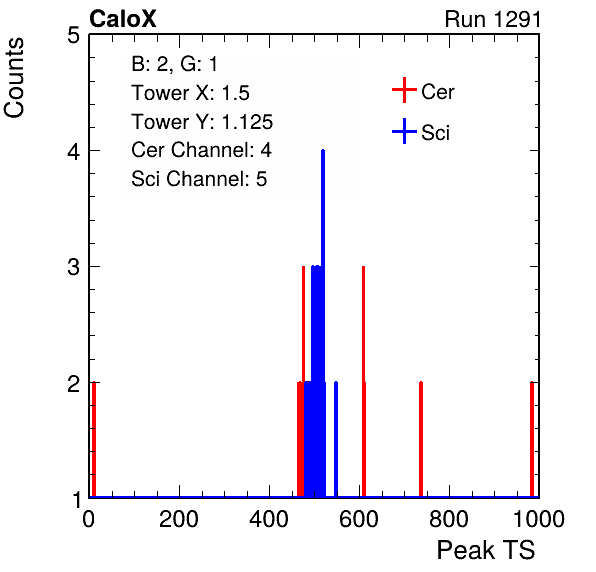 CaloX Run 1291
Counts
B: 2, G: 1
Tower X: 1.5
Tower Y: 1.125
Cer Channel: 4
Sci Channel: 5
Cer
Sci
5
4
3
2
1
0 200 400 600 800 1000
Peak TS